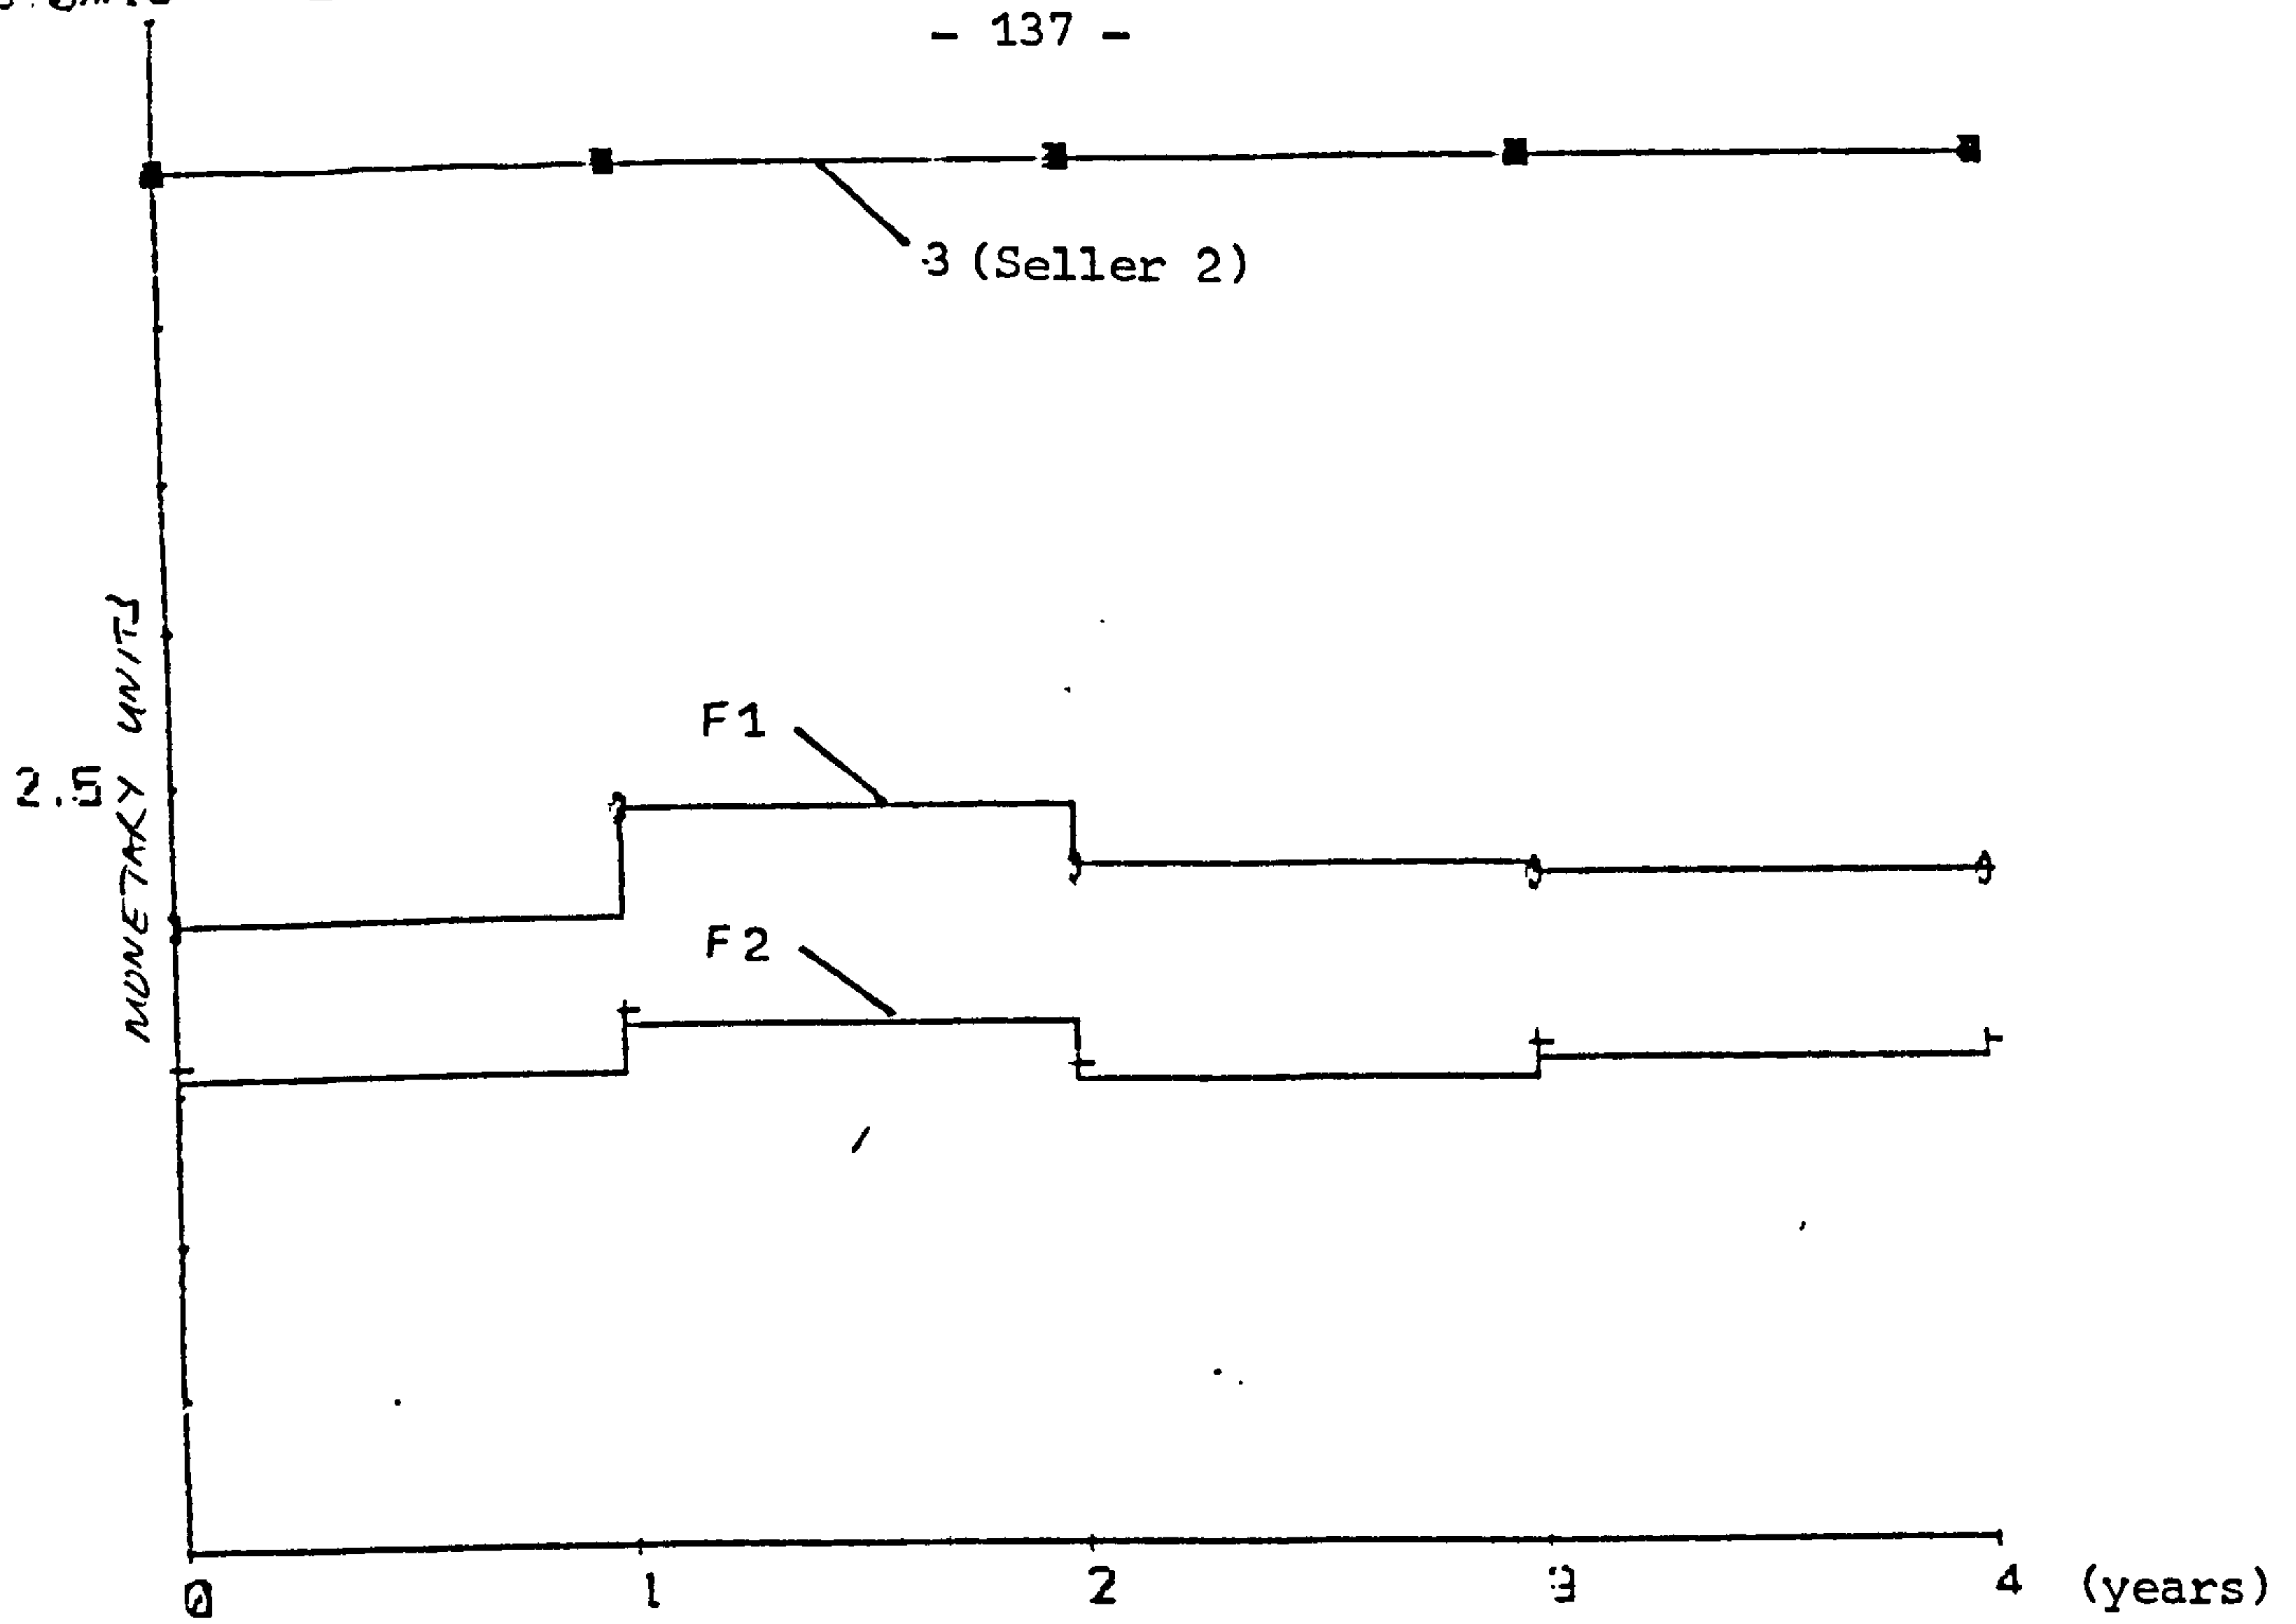 - 137 -
3 (Seller 2)
MONETARY UNITS
F1
2.5
F2
0 1 2 3 4 (years)